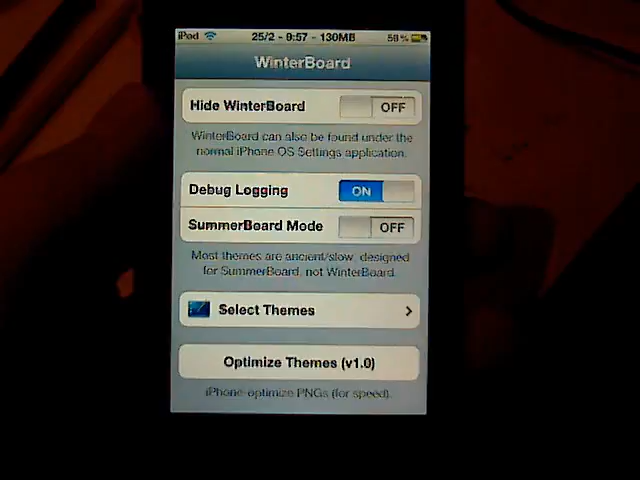 iPod 25/2 - 9:57 - 130MB 58%
WinterBoard
Hide WinterBoard OFF
WinterBoard can also be found under the
normal iPhone OS Settings application.
Debug Logging ON
SummerBoard Mode OFF
Most themes are ancient/slow, designed
for SummerBoard, not WinterBoard.
Select Themes
Optimize Themes (v1.0)
iPhone-optimize PNGs (for speed).